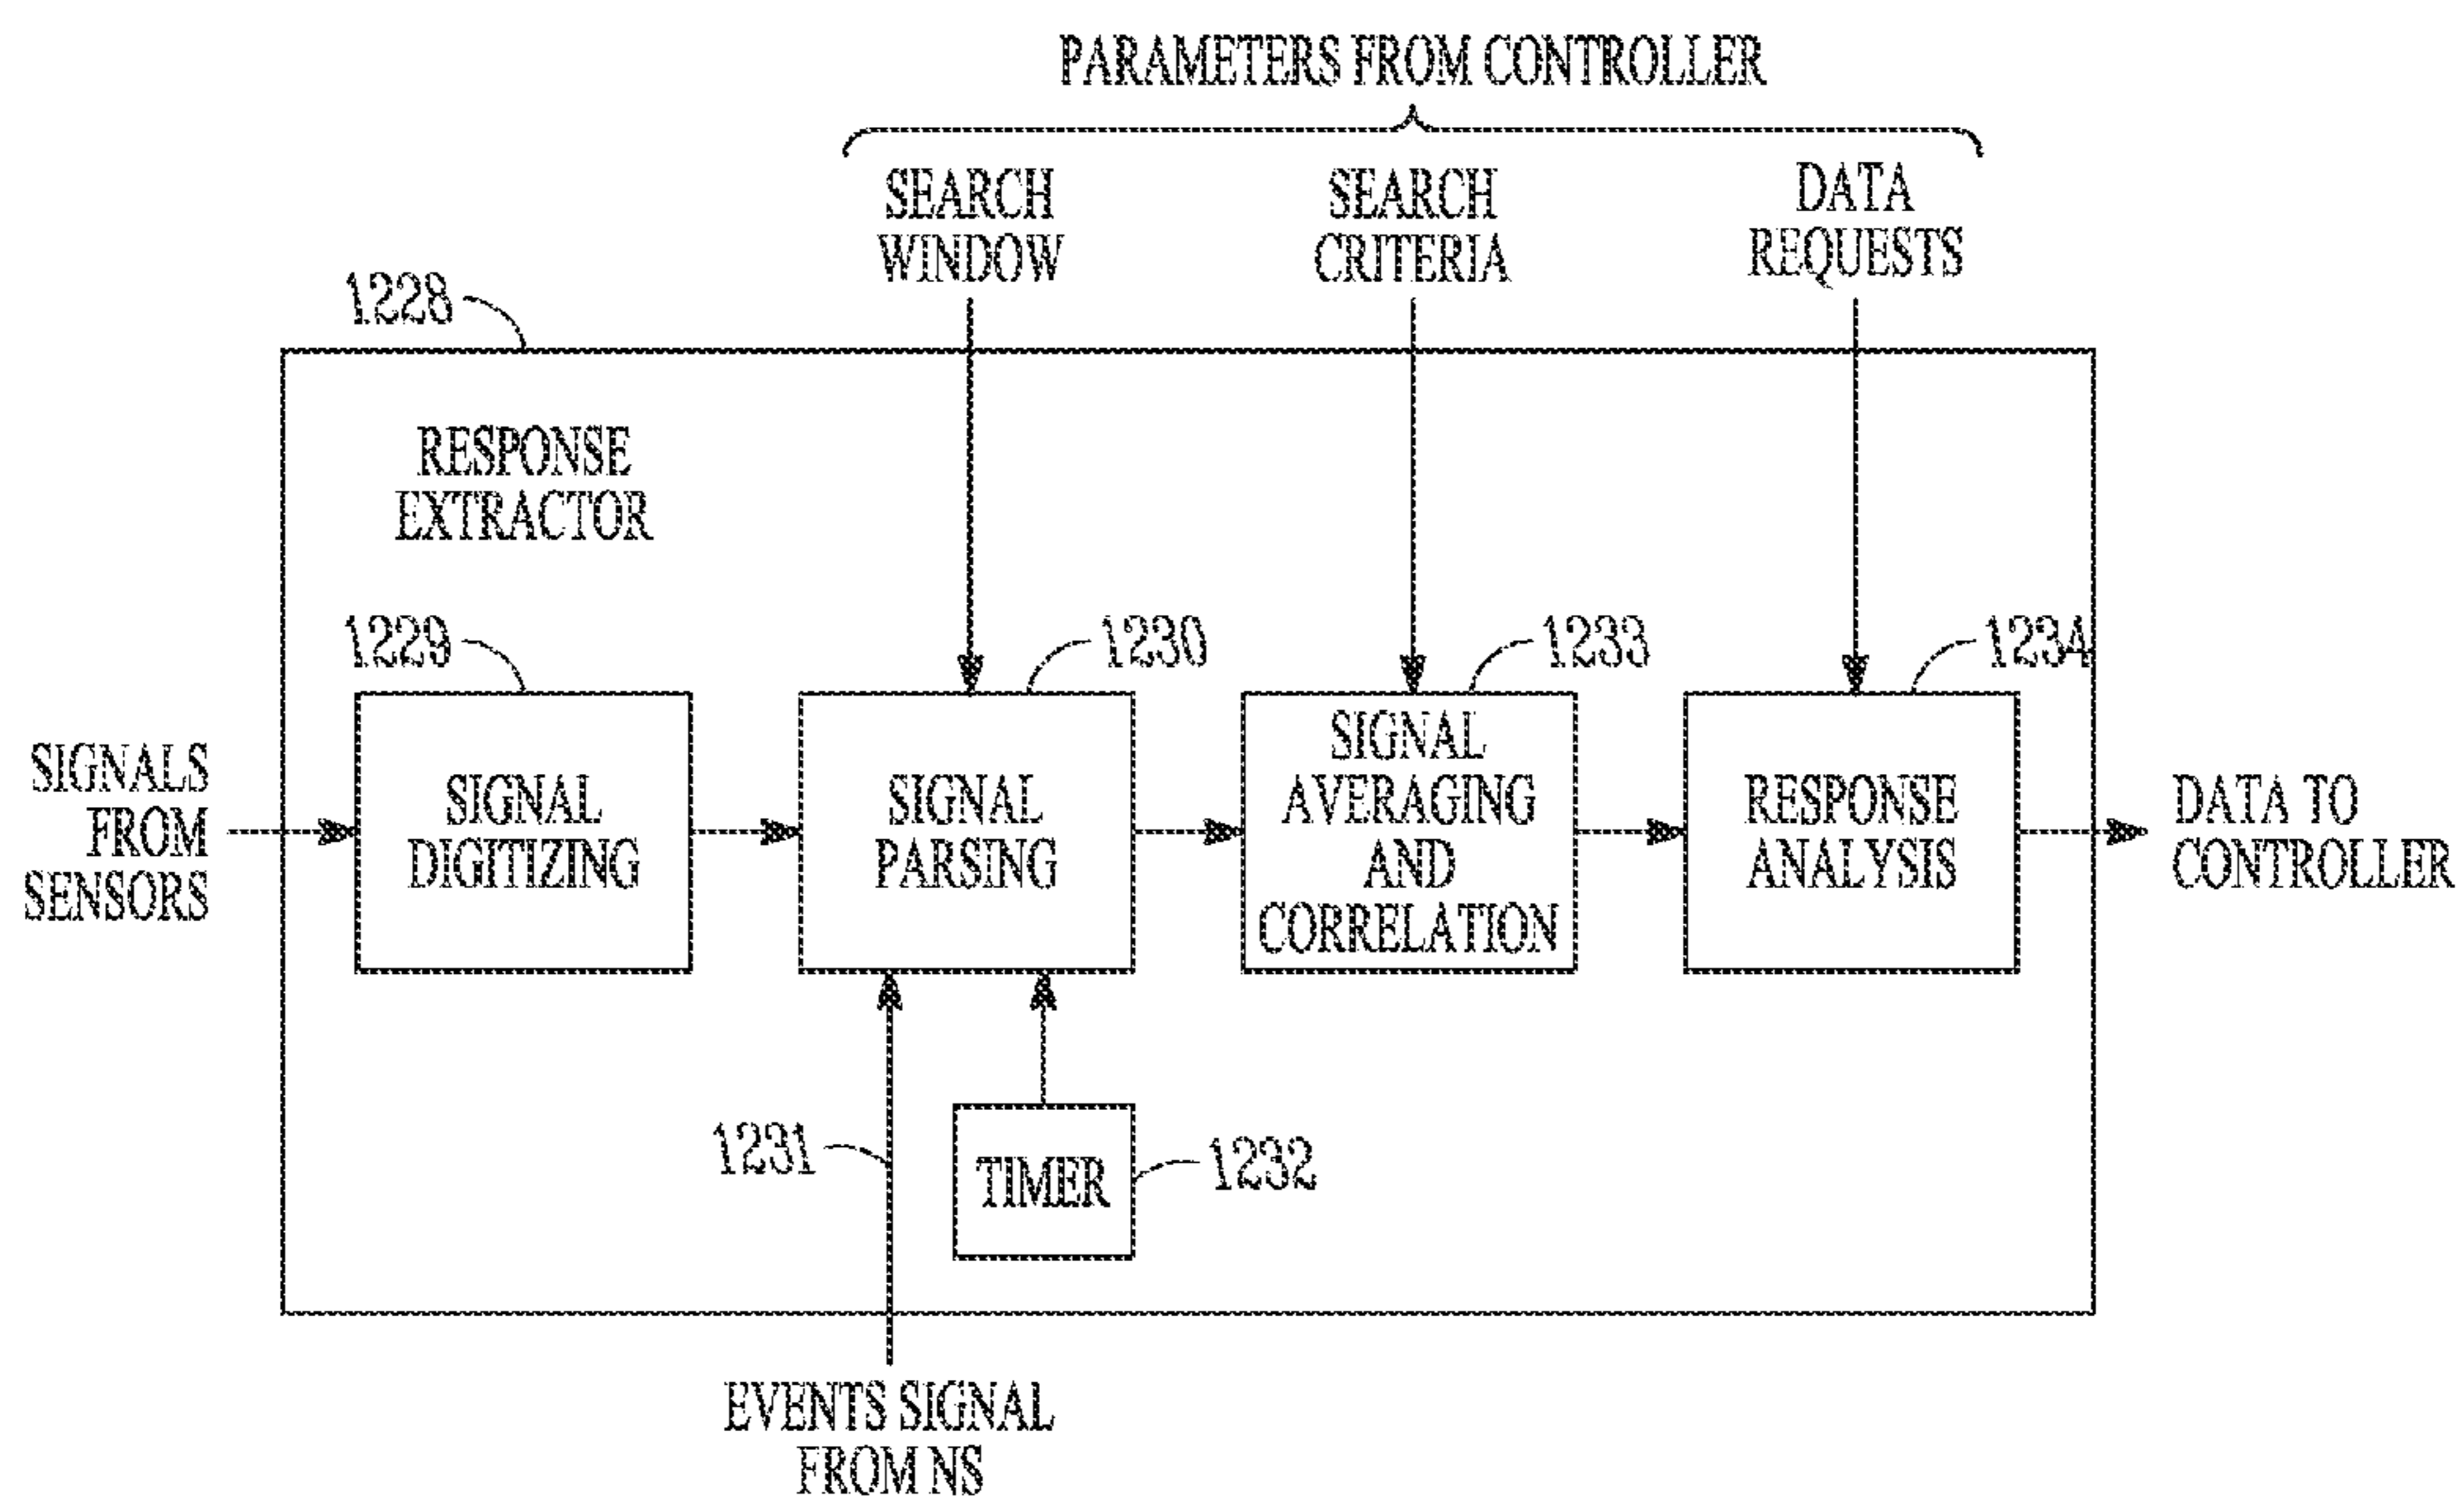 PARAMETERS FROM CONTROLLER
SEARCH
WINDOW
SEARCH
CRITERIA
DATA
REQUESTS
1228
RESPONSE
EXTRACTOR
1229
1230
1233
1234
SIGNALS
FROM
SENSORS
SIGNAL
DIGITIZING
SIGNAL
PARSING
SIGNAL
AVERAGING
AND
CORRELATION
RESPONSE
ANALYSIS
DATA TO
CONTROLLER
1231
TIMER
1232
EVENTS SIGNAL
FROM NS